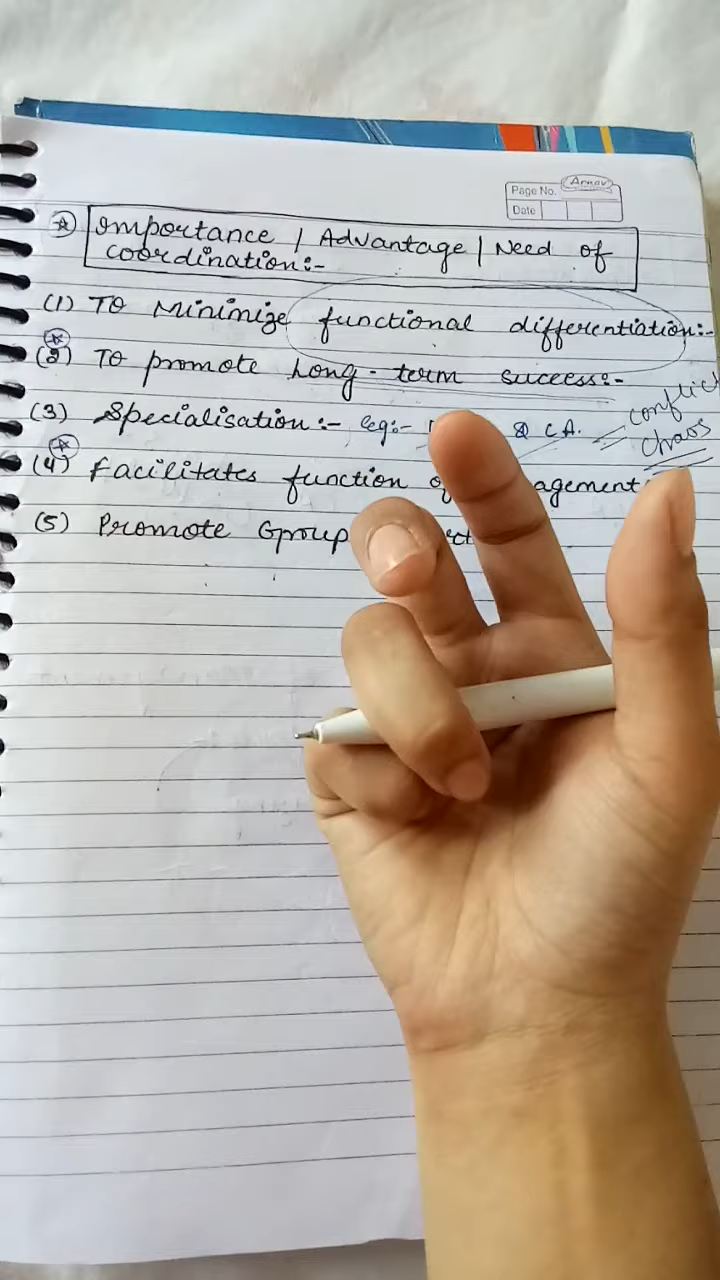 Page No.
Arnav
Date
Importance / Advantage / Need of
coordination:-
(1) To Minimize functional differentiation:-
(2) To promote Long-term success:-
(3) Specialisation:- eg:- & CA.
conflict
chaos
(4) Facilitates function
(5) Promote Group